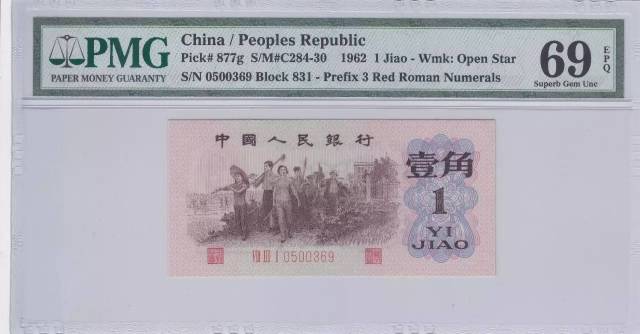 PMG
PAPER MONEY GUARANTY
China / Peoples Republic
Pick# 877g S/M#C284-30 1962 1 Jiao - Wmk: Open Star
S/N 0500369 Block 831 - Prefix 3 Red Roman Numerals
69
EPQ
Superb Gem Unc
中國人民銀行
壹角
1
YI
JIAO
VIII III I 0500369